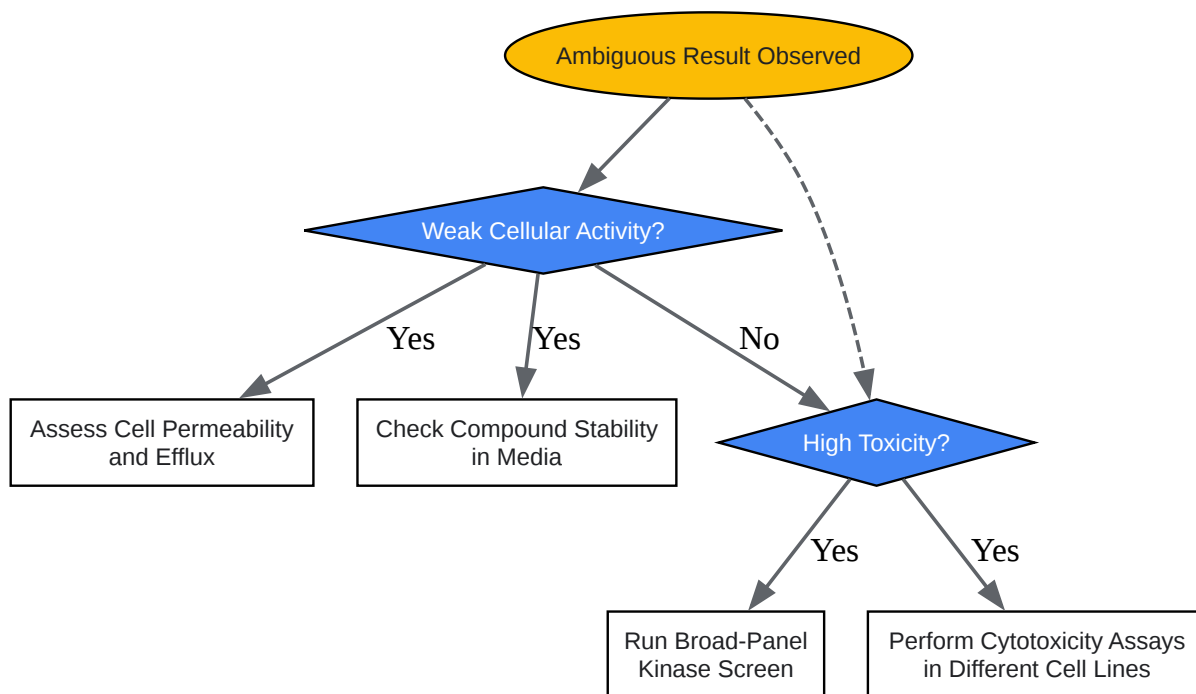 Ambiguous Result Observed
Weak Cellular Activity?
Yes
Yes
No
Assess Cell Permeability
and Efflux
Check Compound Stability
in Media
High Toxicity?
Yes
Yes
Run Broad-Panel
Kinase Screen
Perform Cytotoxicity Assays
in Different Cell Lines